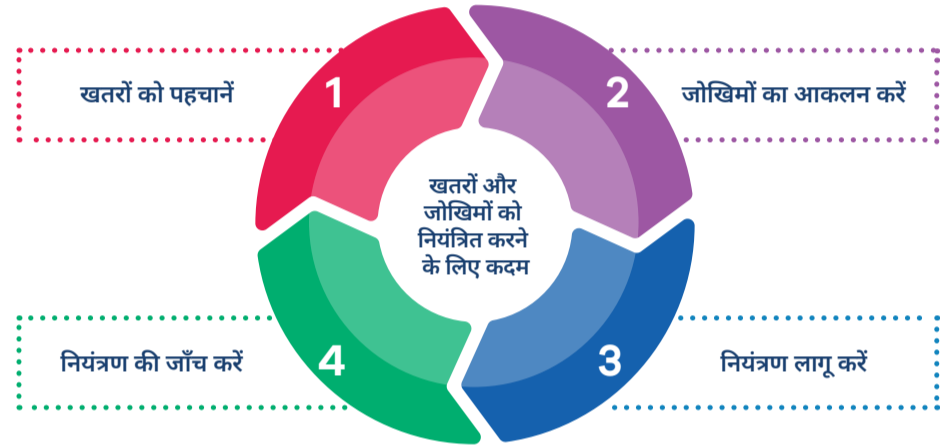 1
खतरों को पहचानें
2
जोखिमों का आकलन करें
खतरों और
जोखिमों को
नियंत्रित करने
के लिए कदम
3
नियंत्रण लागू करें
4
नियंत्रण की जाँच करें